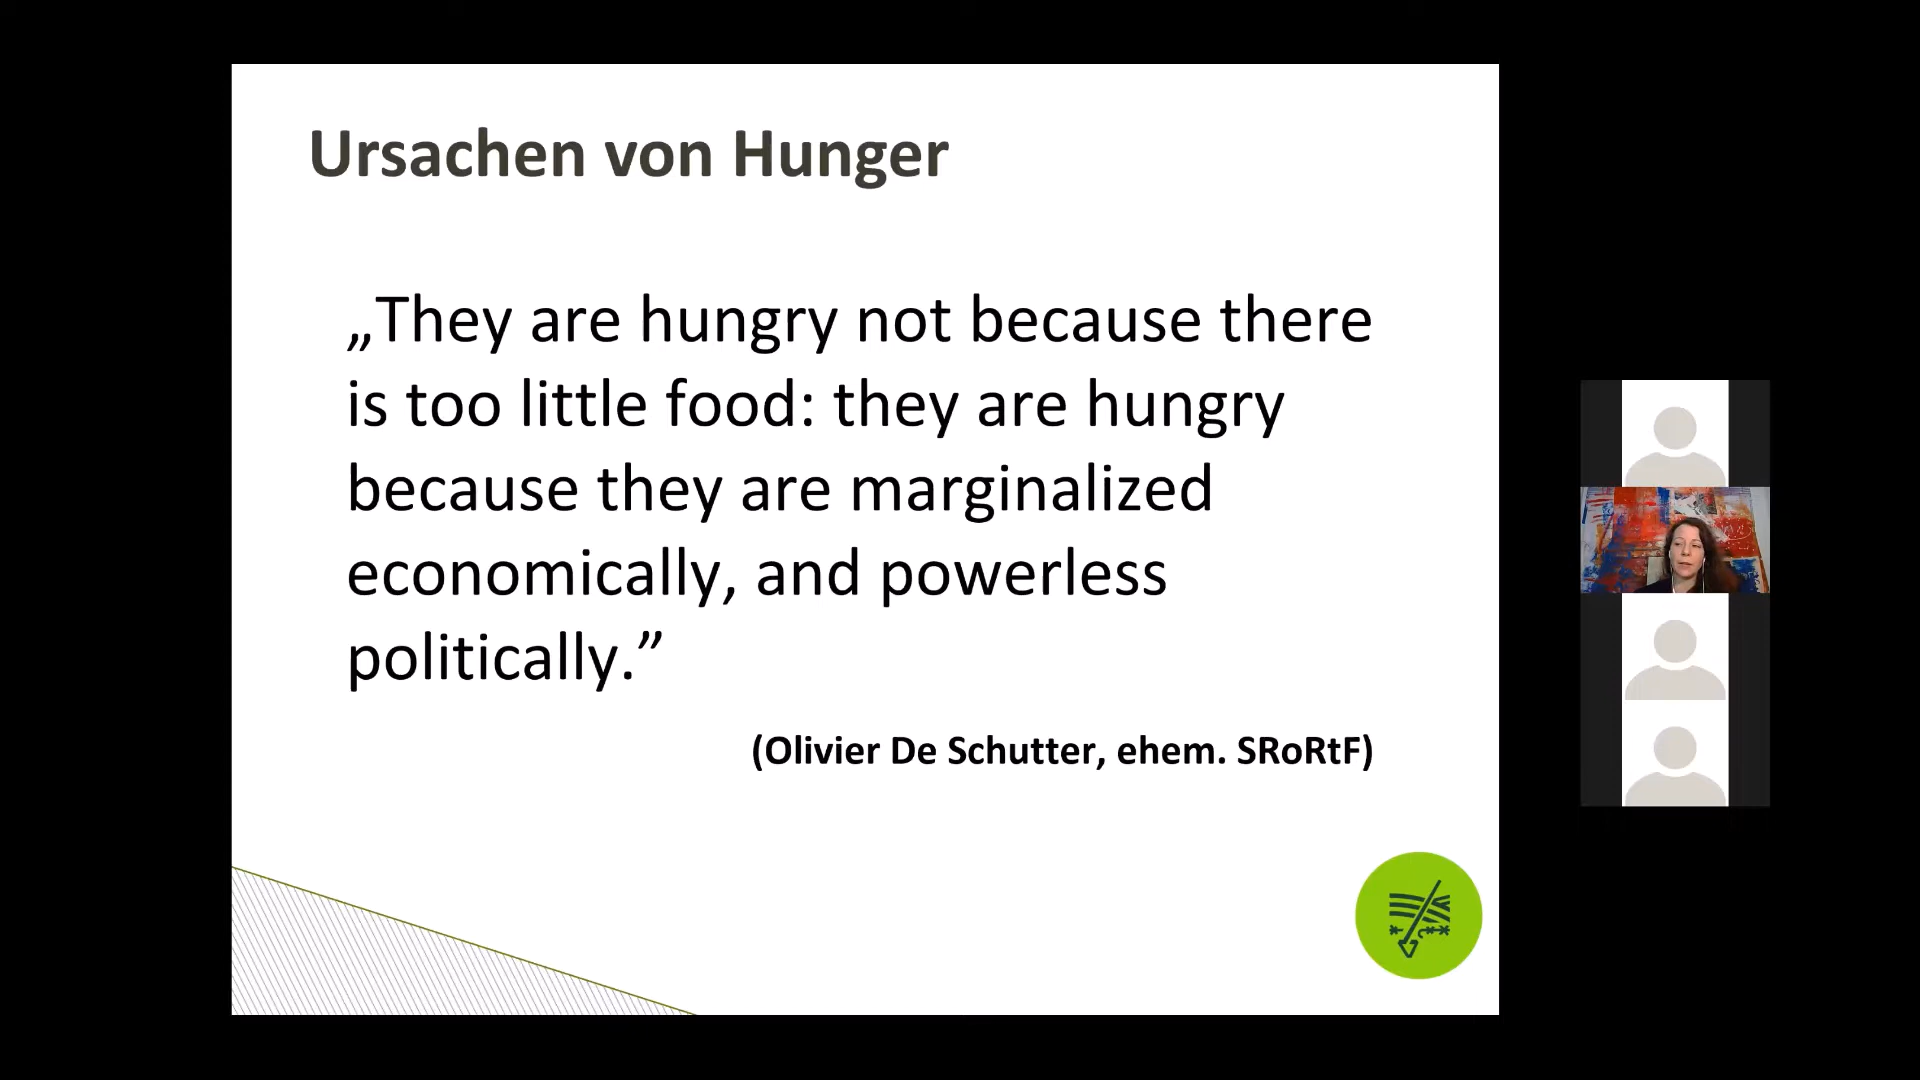 Ursachen von Hunger
„They are hungry not because there
is too little food: they are hungry
because they are marginalized
economically, and powerless
politically.”
(Olivier De Schutter, ehem. SRoRtF)